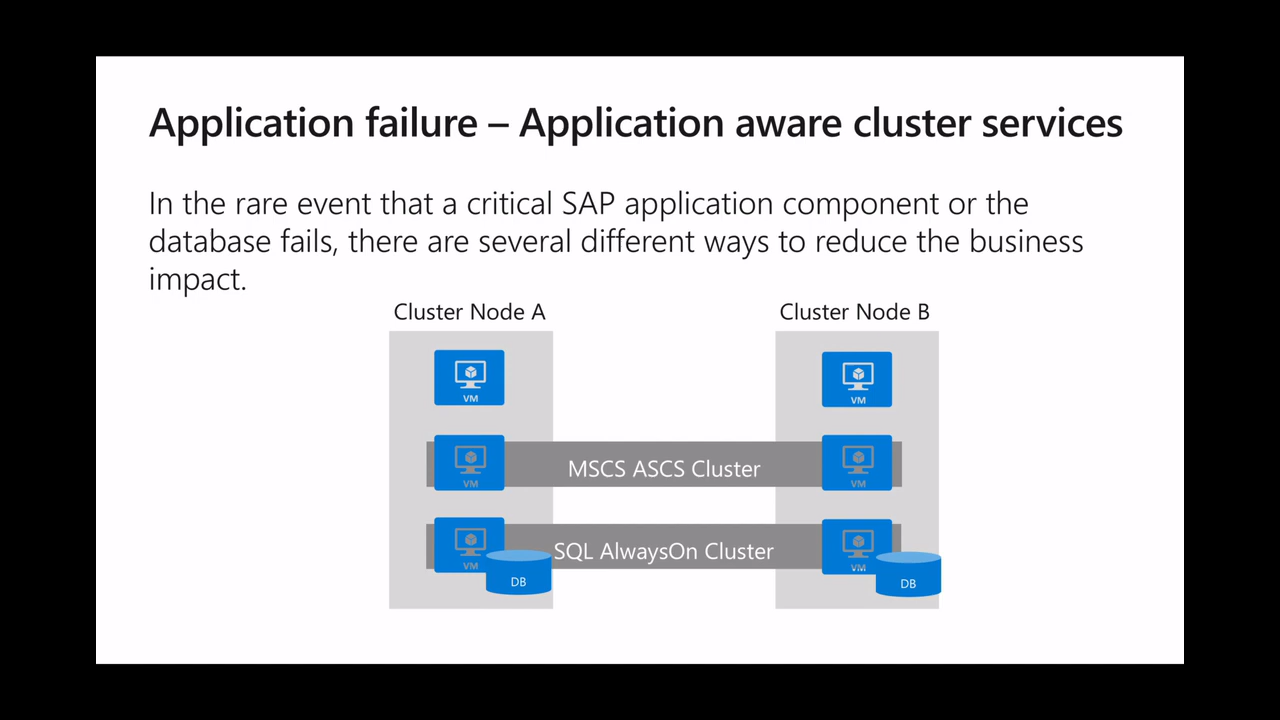 Application failure – Application aware cluster services
In the rare event that a critical SAP application component or the
database fails, there are several different ways to reduce the business
impact.
Cluster Node A
Cluster Node B
VM
VM
MSCS ASCS Cluster
VM
VM
SQL AlwaysOn Cluster
VM
VM
DB
DB